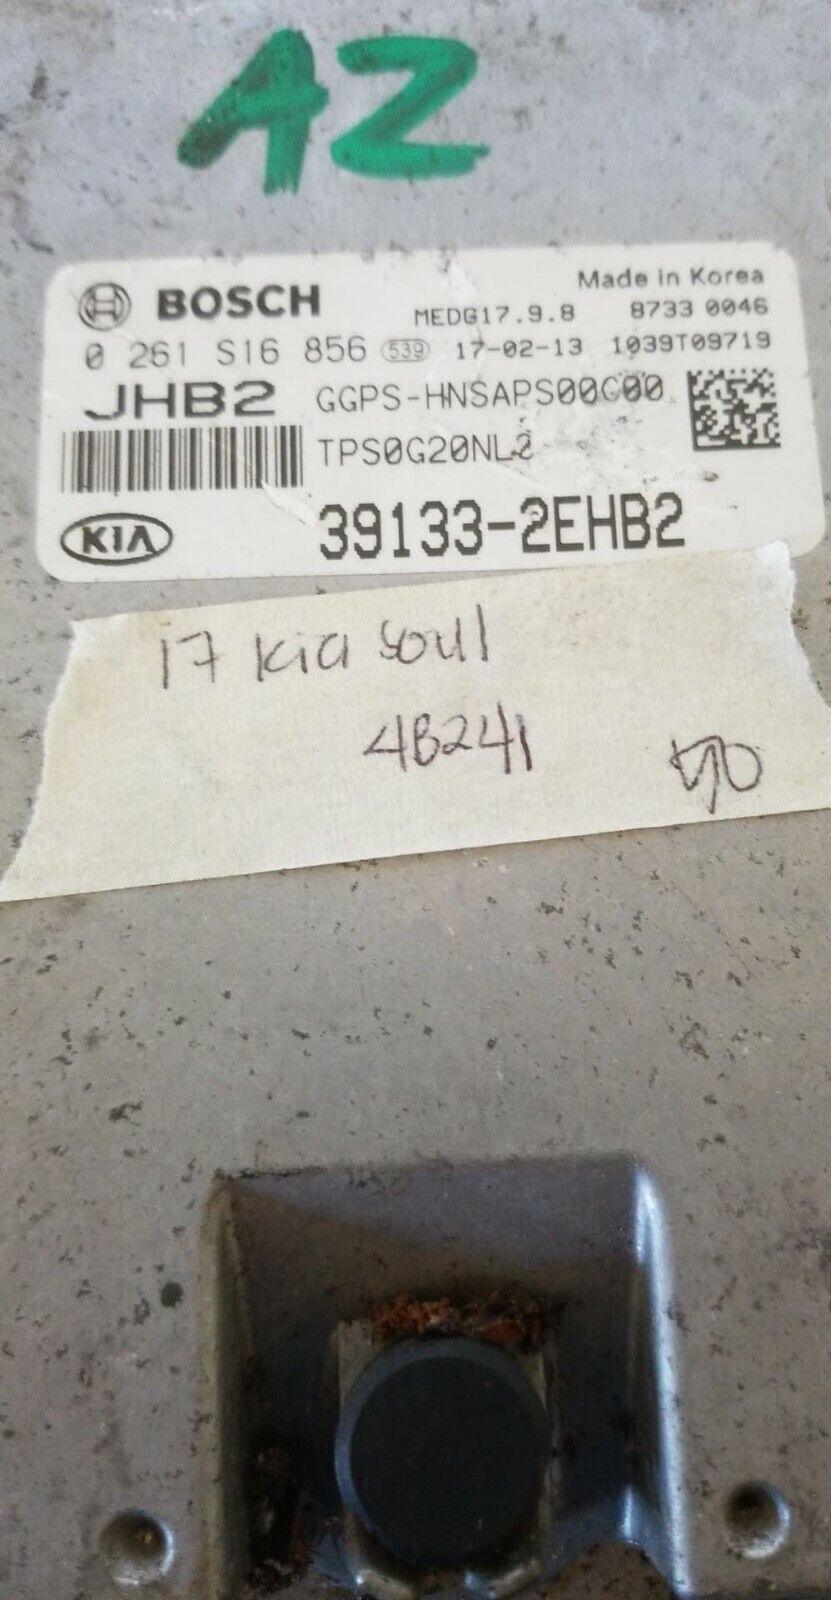 AZ
BOSCH
Made in Korea
MEDG17.9.8 8733 0046
0 261 S16 856 539 17-02-13 1039T09719
JHB2 GGPS-HNSAPS00G00
TPS0G20NL2
KIA 39133-2EHB2
17 Kia Soul
4B241